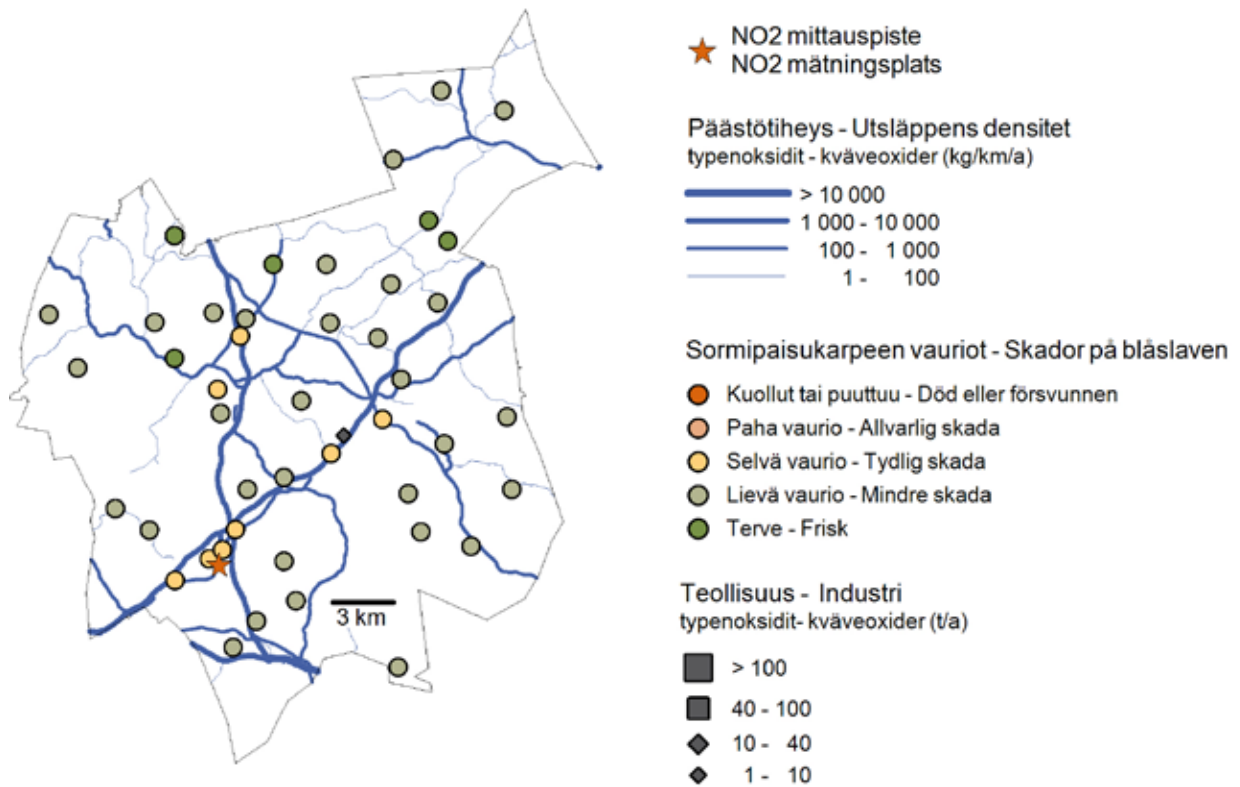 NO2 mittauspiste
NO2 mätningsplats
Päästötiheys - Utsläppens densitet
typenoksidit - kväveoxider (kg/km/a)
> 10 000
1 000 - 10 000
100 - 1 000
1 - 100
Sormipaisukarpeen vauriot - Skador på blåslaven
Kuollut tai puuttuu - Död eller försvunnen
Paha vaurio - Allvarlig skada
Selvä vaurio - Tydlig skada
Lievä vaurio - Mindre skada
Terve - Frisk
3 km
Teollisuus - Industri
typenoksidit- kväveoxider (t/a)
> 100
40 - 100
10 - 40
1 - 10